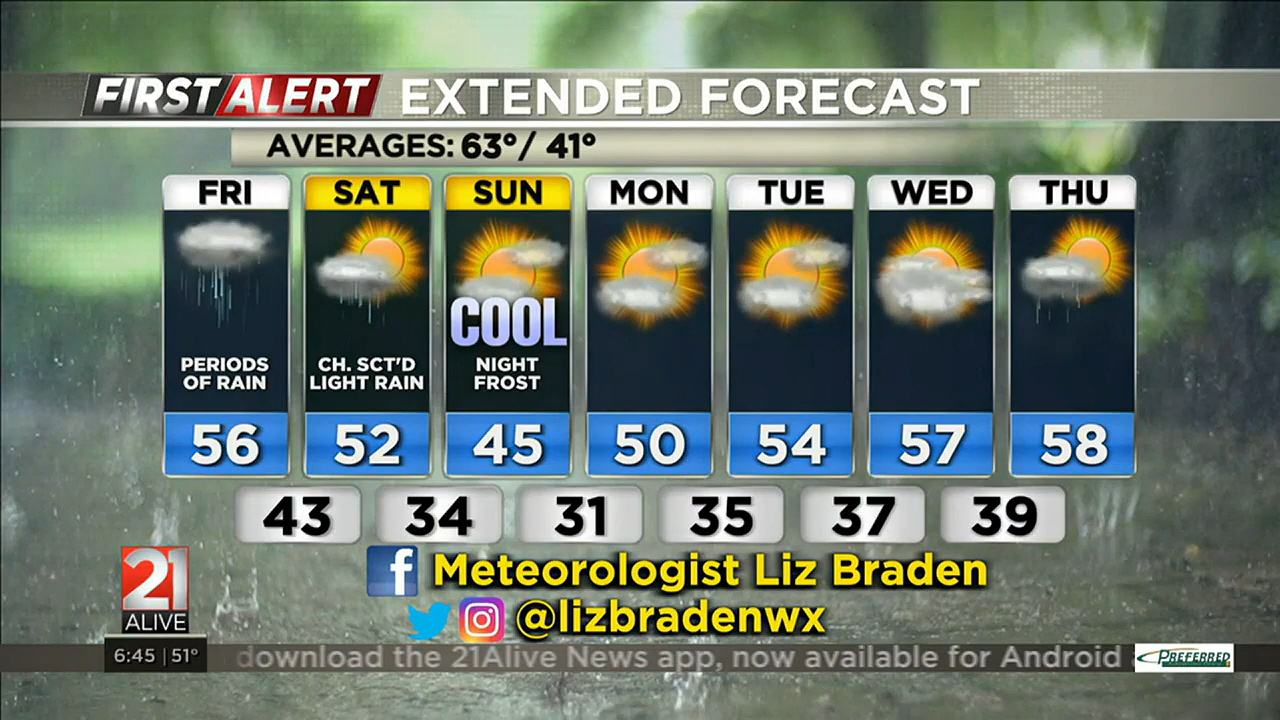 FIRST ALERT EXTENDED FORECAST
AVERAGES: 63°/ 41°
FRI SAT SUN MON TUE WED THU
COOL
PERIODS OF RAIN
CH. SCT'D LIGHT RAIN
NIGHT FROST
56 52 45 50 54 57 58
43 34 31 35 37 39
f Meteorologist Liz Braden
@lizbradenwx
21
ALIVE
6:45 | 51° download the 21Alive News app, now available for Android
PREFERRED